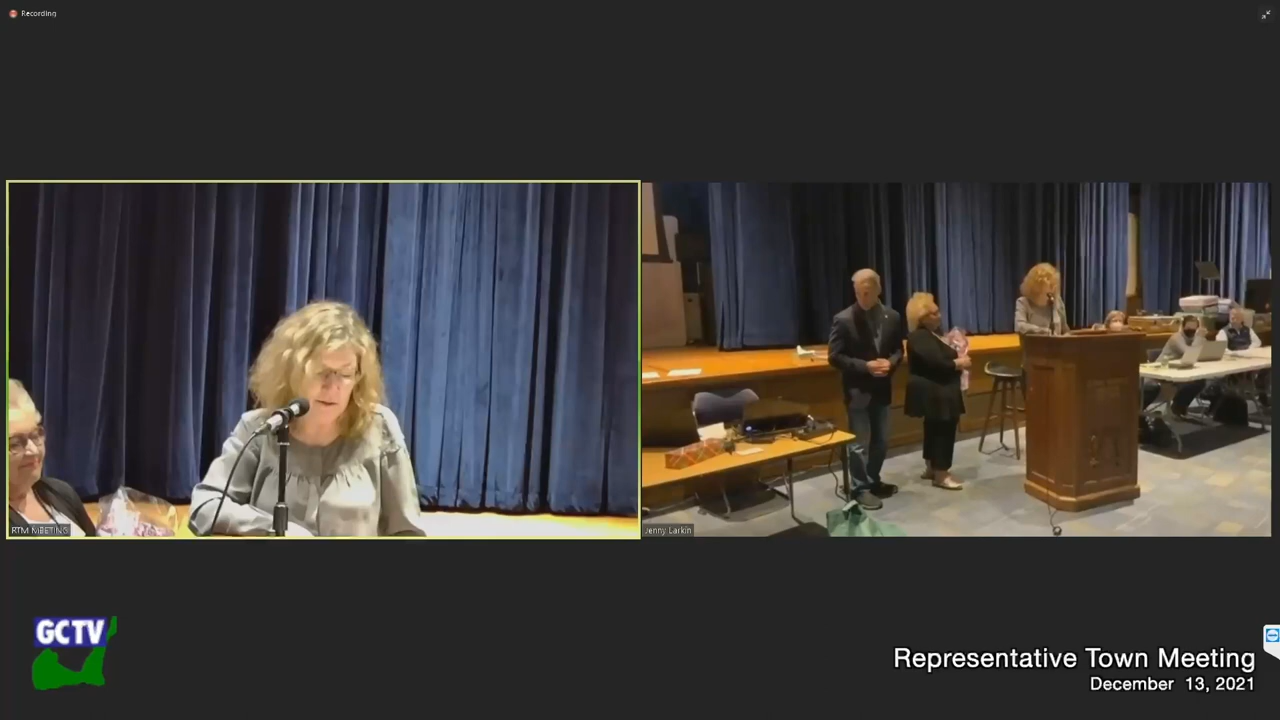 Recording
RTM MEETING
Jenny Larkin
GCTV
Representative Town Meeting
December 13, 2021